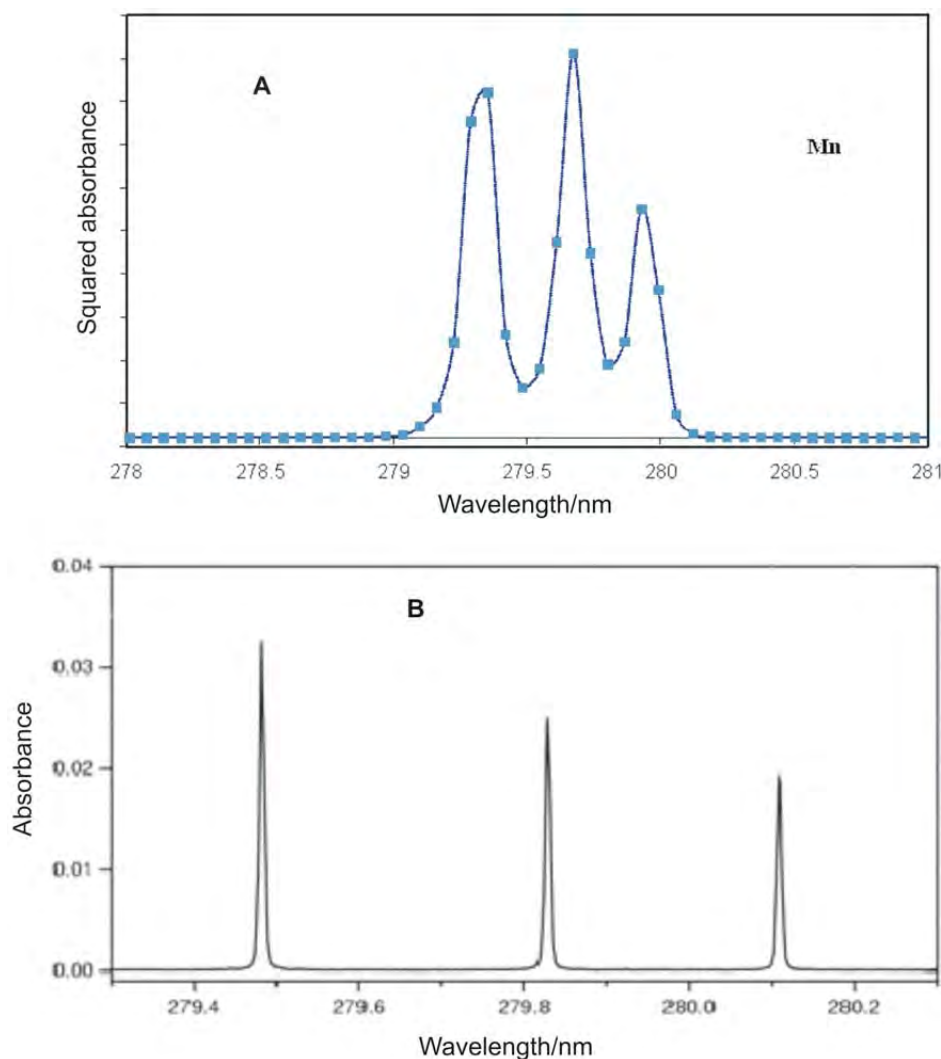 A
Mn
Squared absorbance
278 278.5 279 279.5 280 280.5 281
Wavelength/nm
0.04
B
0.03
Absorbance
0.02
0.01
0.00
279.4 279.6 279.8 280.0 280.2
Wavelength/nm